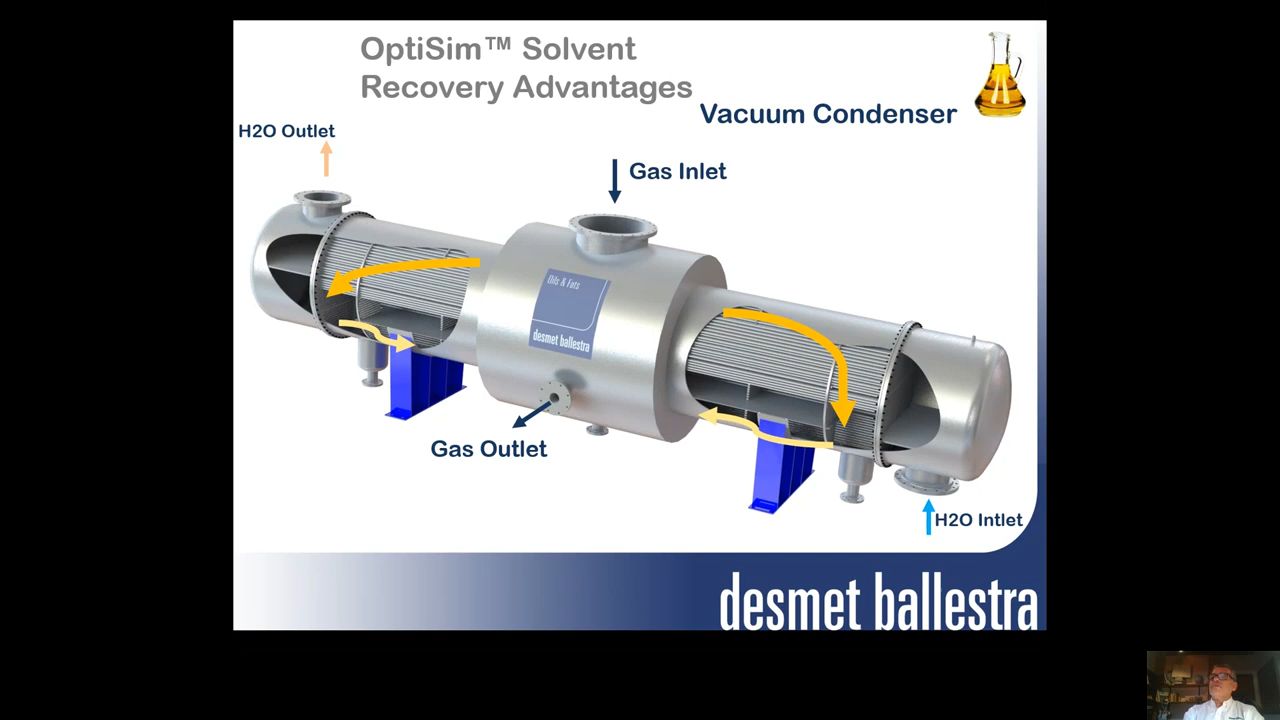 OptiSim™ Solvent
Recovery Advantages
Vacuum Condenser
H2O Outlet
Gas Inlet
Oils & Fats
desmet ballestra
Gas Outlet
H2O Intlet
desmet ballestra